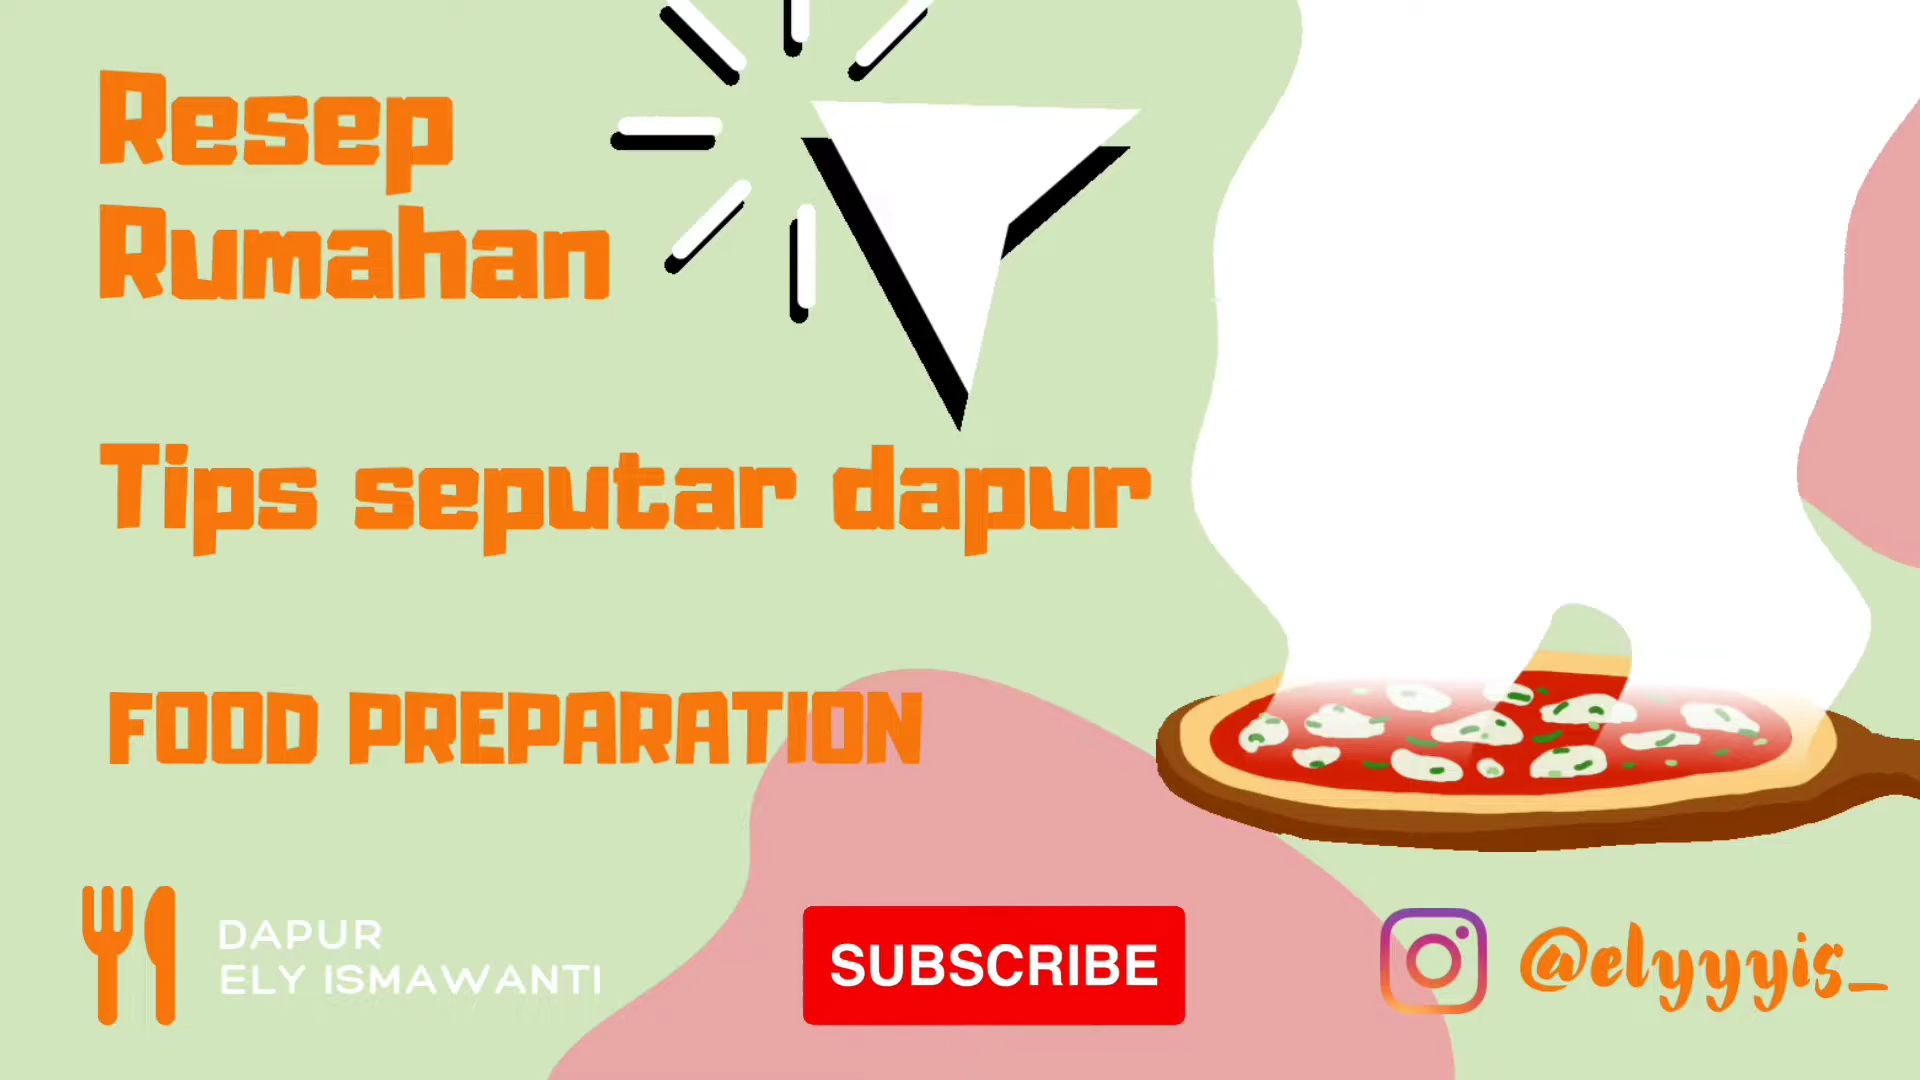 Resep
Rumahan
Tips seputar dapur
FOOD PREPARATION
DAPUR
ELY ISMAWANTI
SUBSCRIBE
@elyyyis_